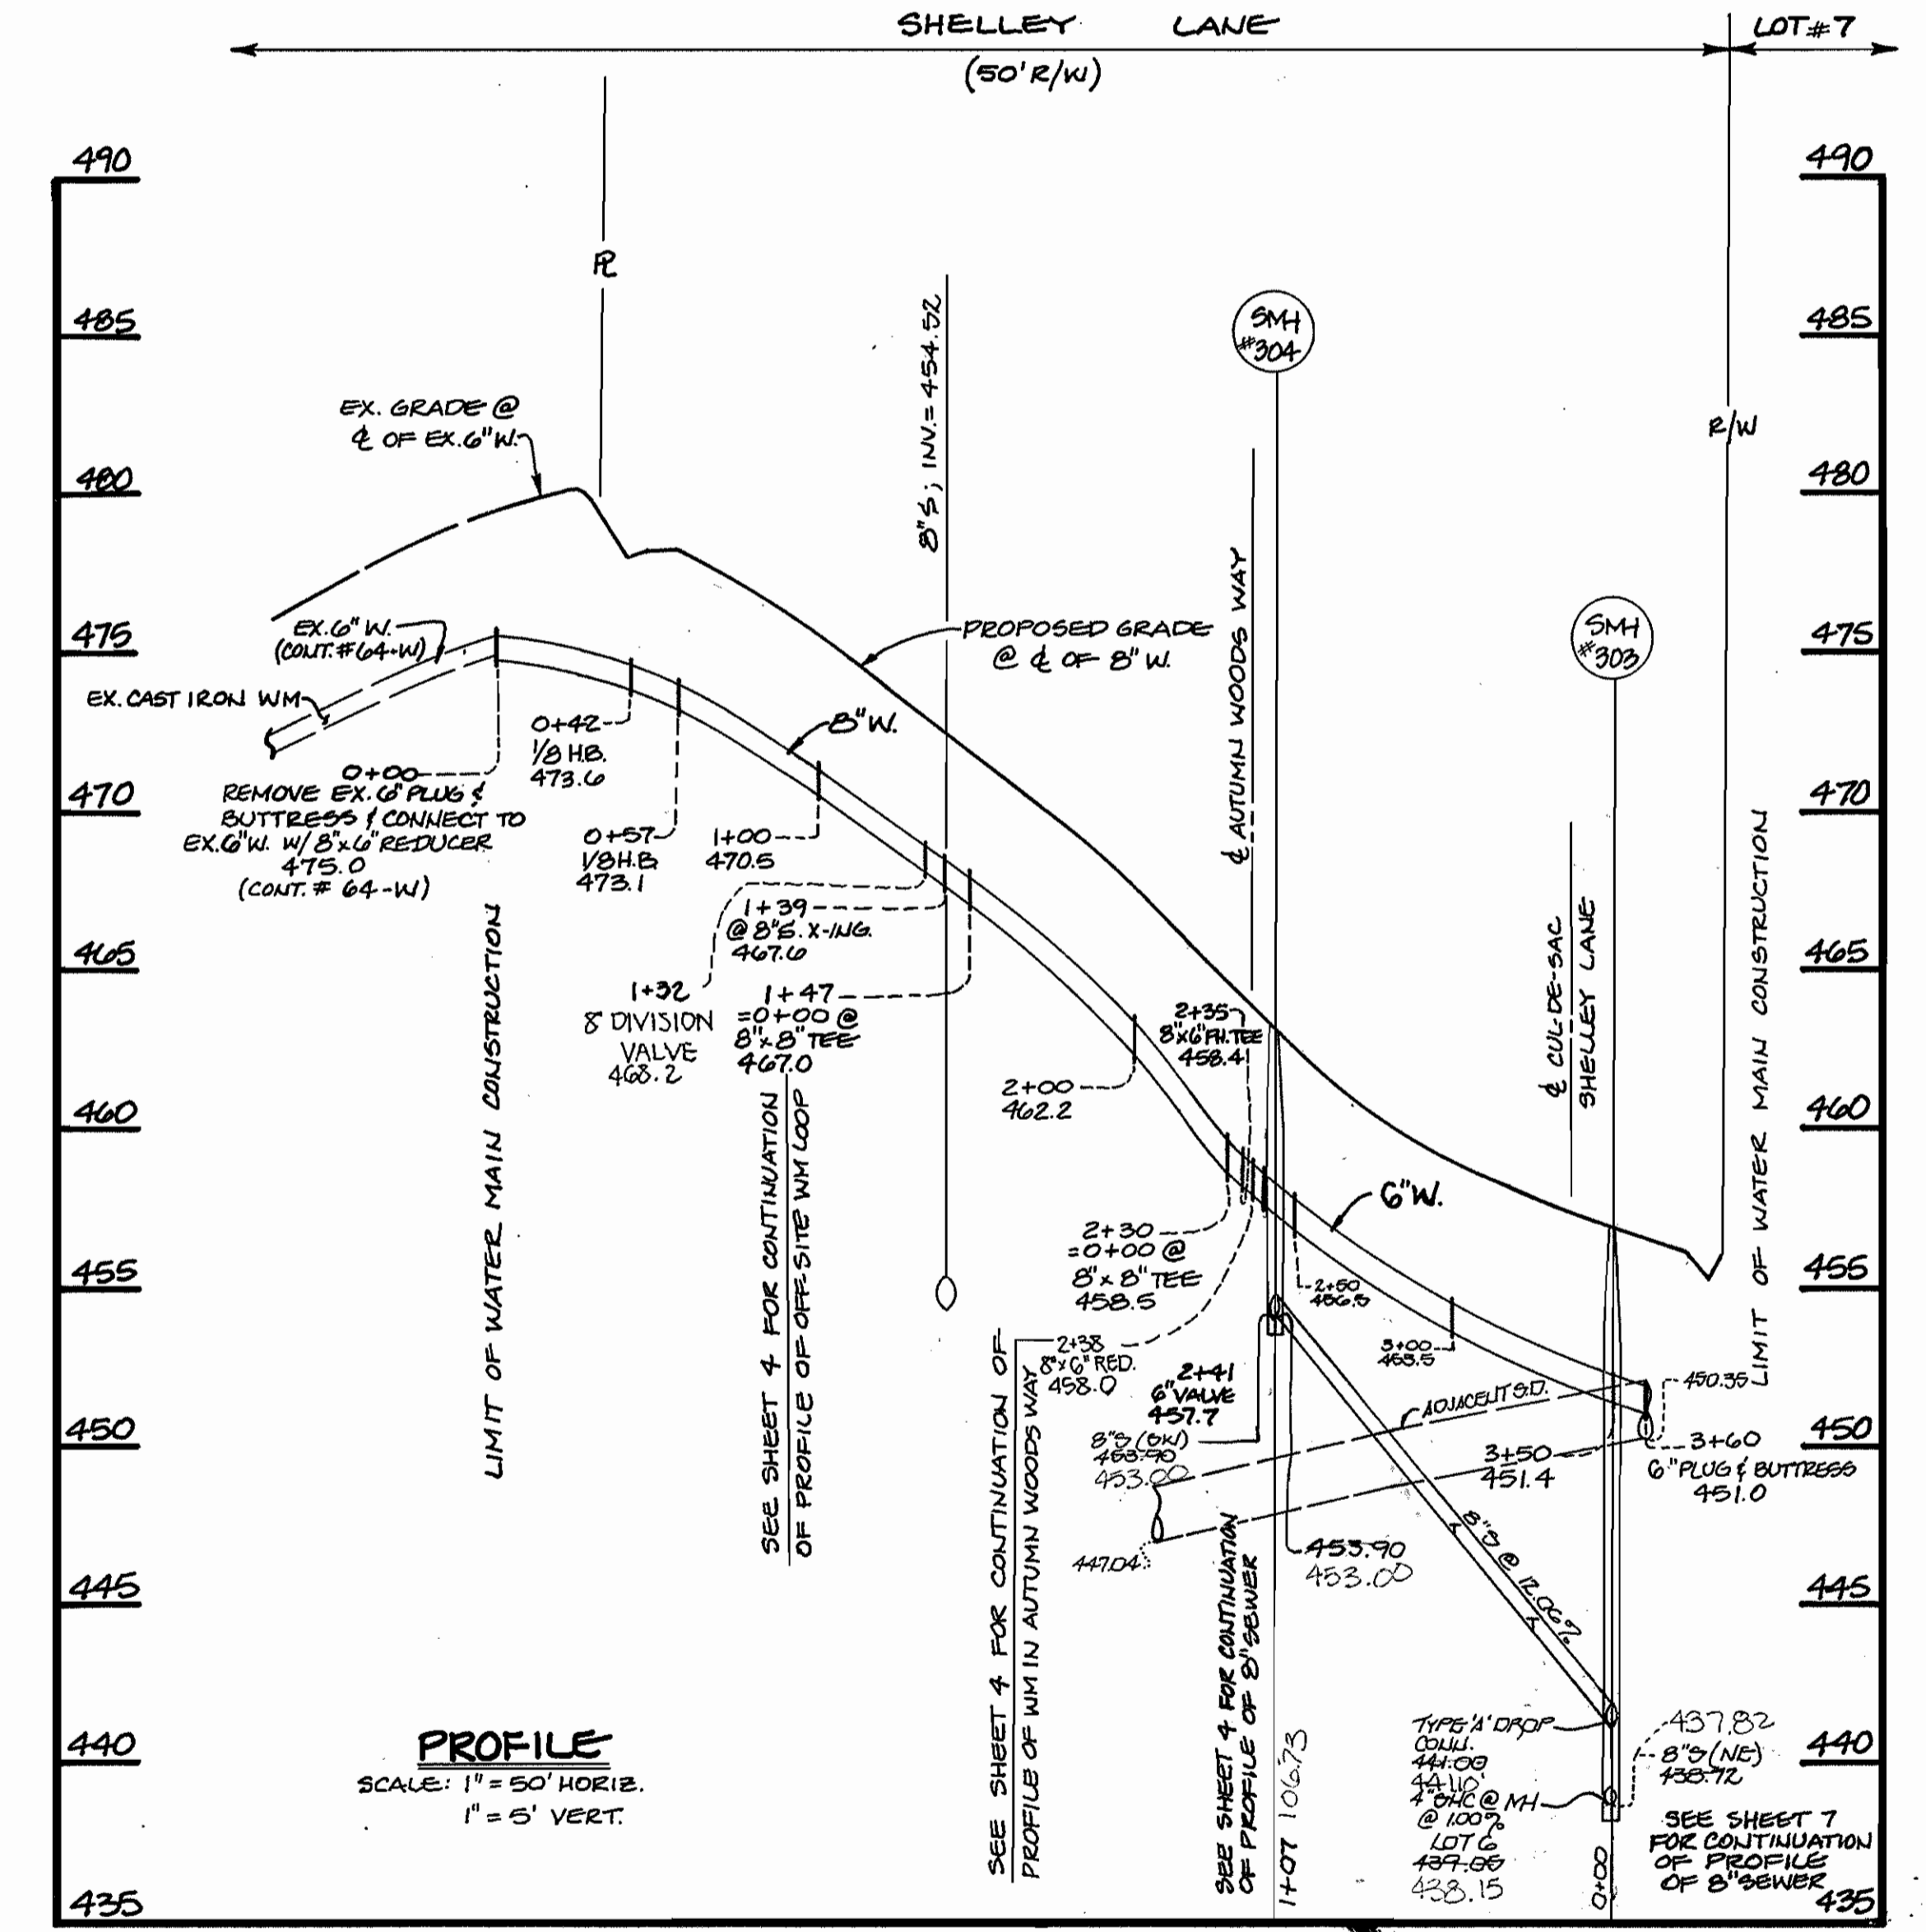 SHELLEY LANE
LOT #7
(50' R/W)
490
490
485
485
480
480
475
475
470
470
465
465
460
460
455
455
450
450
445
445
440
440
435
435
PL
8"S; INV.= 454.52
SMH
#304
R/W
EX. GRADE @
℄ OF EX. 6" W.
℄ AUTUMN WOODS WAY
SMH
#303
EX. 6" W.
(CONT. #64-W)
EX. CAST IRON WM
PROPOSED GRADE
@ ℄ OF 8" W.
8" W.
0+00
REMOVE EX. 6" PLUG &
BUTTRESS & CONNECT TO
EX. 6" W. W/ 8"x6" REDUCER
475.0
(CONT. # 64-W)
0+42
1/8 H.B.
473.6
0+57
1/8 H.B.
473.1
1+00
470.5
1+39
@ 8"S. X-ING.
467.6
1+32
8" DIVISION
VALVE
468.2
1+47
=0+00 @
8"x 8" TEE
467.0
LIMIT OF WATER MAIN CONSTRUCTION
SEE SHEET 4 FOR CONTINUATION
OF PROFILE OF OFF-SITE WM LOOP
2+00
462.2
2+35
8"x6" F.H. TEE
458.4
℄ CUL-DE-SAC
SHELLEY LANE
LIMIT OF WATER MAIN CONSTRUCTION
6" W.
2+30
=0+00 @
8"x 8" TEE
458.5
2+50
456.5
2+38
8"x6" RED.
458.0
2+41
6" VALVE
457.7
3+00
453.5
8"S (SW)
453.90
453.00
ADJACENT S.D.
450.35
3+50
451.4
3+60
6" PLUG & BUTTRESS
451.0
447.04
453.90
453.00
8"S @ 12.06%
SEE SHEET 4 FOR CONTINUATION OF
PROFILE OF WM IN AUTUMN WOODS WAY
SEE SHEET 4 FOR CONTINUATION
OF PROFILE OF 8" SEWER
1+07 106.73
TYPE 'A' DROP
CONN.
441.00
441.10
4" SHC @ MH
@ 1.00%
LOT 6
439.05
438.15
0+00
437.82
8"S (NE)
438.72
SEE SHEET 7
FOR CONTINUATION
OF PROFILE
OF 8" SEWER
PROFILE
SCALE: 1" = 50' HORIZ.
1" = 5' VERT.